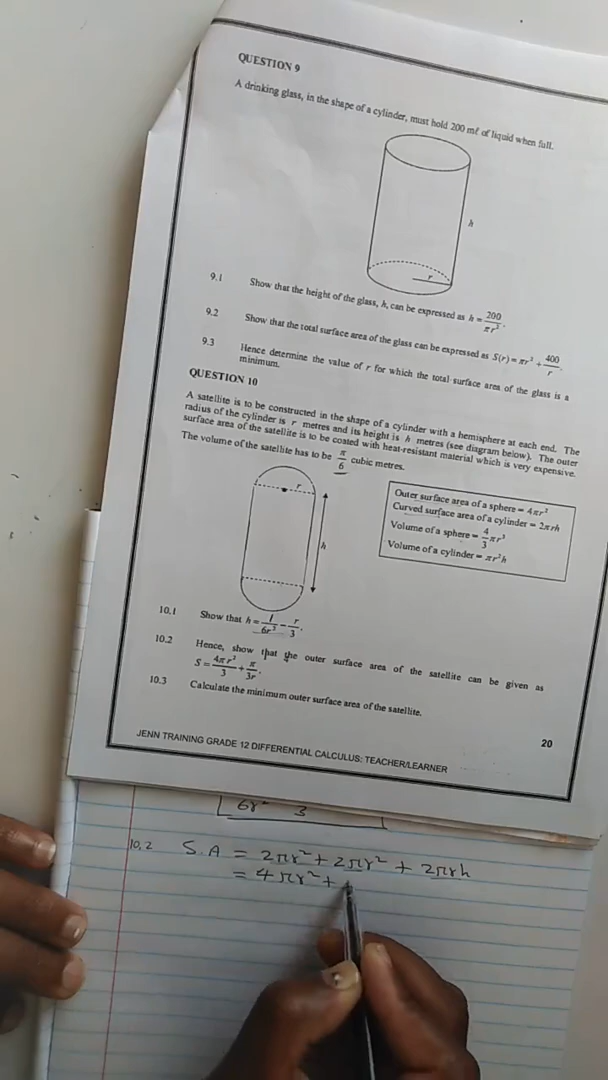 QUESTION 9
A drinking glass, in the shape of a cylinder, must hold 200 mℓ of liquid when full.
h
r
9.1 Show that the height of the glass, h, can be expressed as h = 200/πr².
9.2 Show that the total surface area of the glass can be expressed as S(r) = πr² + 400/r.
9.3 Hence determine the value of r for which the total surface area of the glass is a
minimum.
QUESTION 10
A satellite is to be constructed in the shape of a cylinder with a hemisphere at each end. The
radius of the cylinder is r metres and its height is h metres (see diagram below). The outer
surface area of the satellite is to be coated with heat-resistant material which is very expensive.
The volume of the satellite has to be π/6 cubic metres.
r
h
Outer surface area of a sphere = 4πr²
Curved surface area of a cylinder = 2πrh
Volume of a sphere = 4/3 πr³
Volume of a cylinder = πr²h
10.1 Show that h = 1/6r² − r/3.
10.2 Hence, show that the outer surface area of the satellite can be given as
S = 4πr²/3 + π/3r.
10.3 Calculate the minimum outer surface area of the satellite.
20
JENN TRAINING GRADE 12 DIFFERENTIAL CALCULUS: TEACHER/LEARNER
6r² 3
10.2 S.A = 2πr² + 2πr² + 2πrh
= 4πr² +